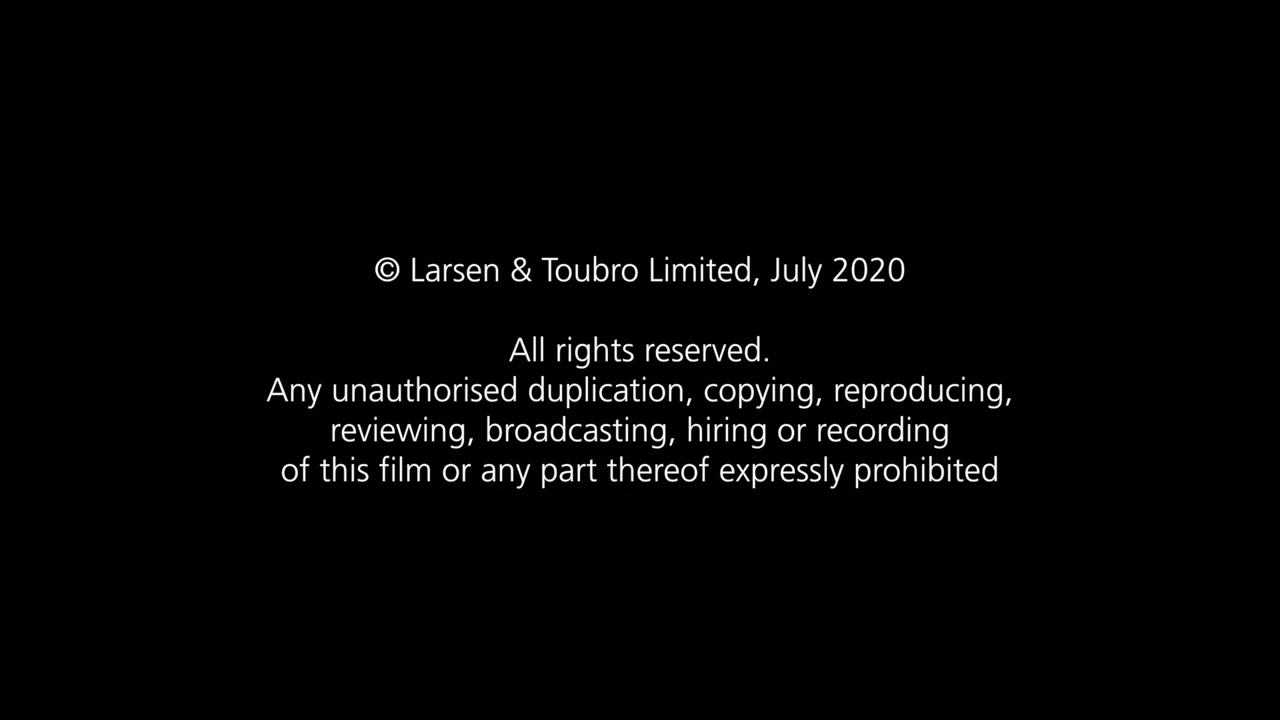 © Larsen & Toubro Limited, July 2020
All rights reserved.
Any unauthorised duplication, copying, reproducing,
reviewing, broadcasting, hiring or recording
of this film or any part thereof expressly prohibited